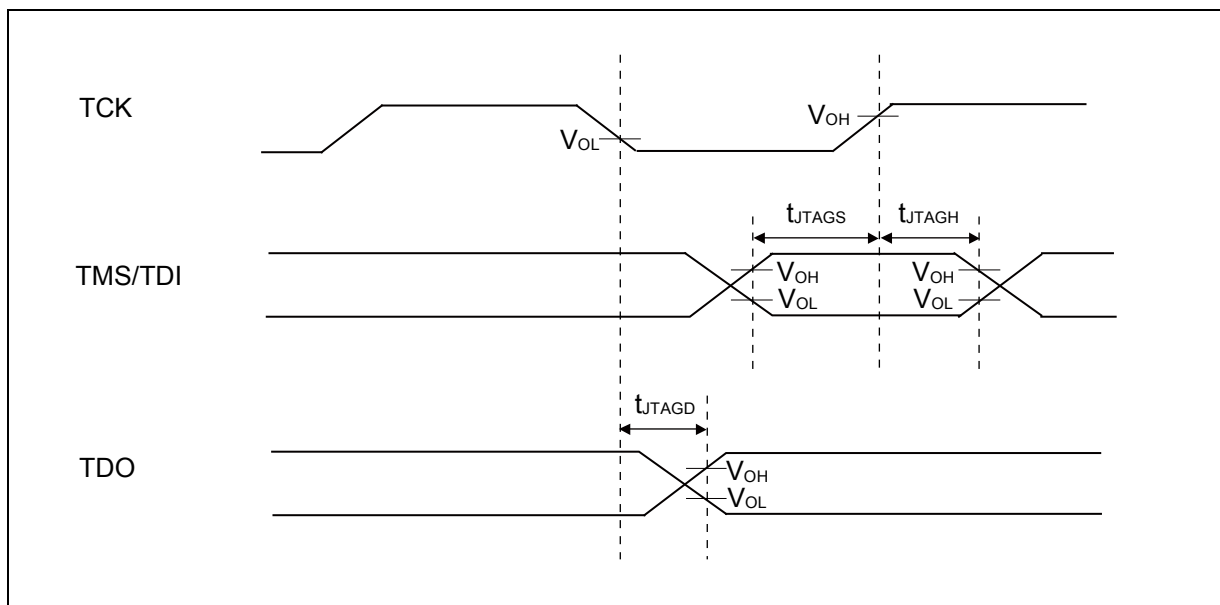 TCK
VOL
VOH
tJTAGS
tJTAGH
TMS/TDI
VOH
VOL
VOH
VOL
tJTAGD
TDO
VOH
VOL